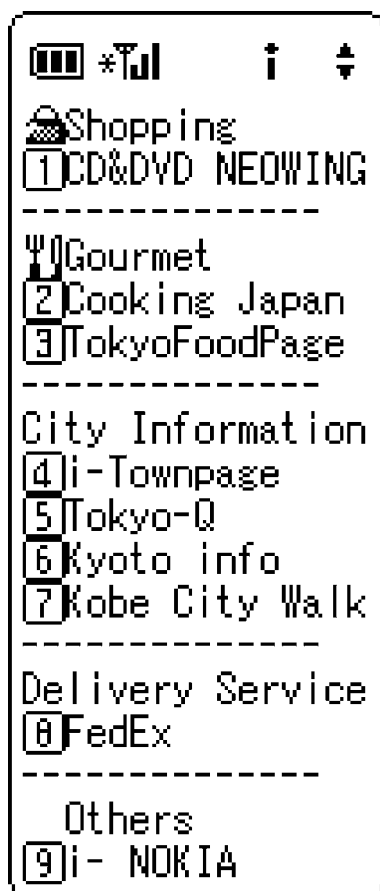 Shopping
1CD&DVD NEOWING
---------------
Gourmet
2Cooking Japan
3TokyoFoodPage
---------------
City Information
4i-Townpage
5Tokyo-Q
6Kyoto info
7Kobe City Walk
---------------
Delivery Service
8FedEx
---------------
Others
9i- NOKIA